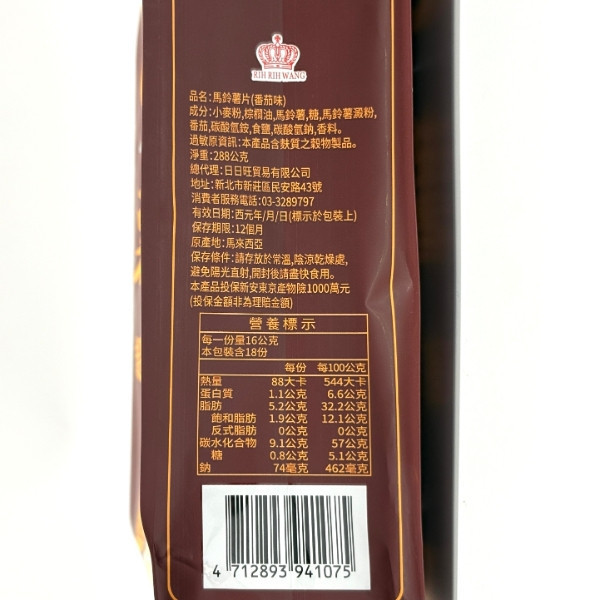 RIH RIH WANG
品名:馬鈴薯片(番茄味)
成分:小麥粉,棕櫚油,馬鈴薯,糖,馬鈴薯澱粉,
番茄,碳酸氫銨,食鹽,碳酸氫鈉,香料。
過敏原資訊:本產品含麩質之穀物製品。
淨重:288公克
總代理:日日旺貿易有限公司
地址:新北市新莊區民安路43號
消費者服務電話:03-3289797
有效日期:西元年/月/日(標示於包裝上)
保存期限:12個月
原產地:馬來西亞
保存條件:請存放於常溫,陰涼乾燥處,
避免陽光直射,開封後請盡快食用。
本產品投保新安東京產物險1000萬元
(投保金額非為理賠金額)
營養標示
每一份量16公克
本包裝含18份
每份 每100公克
熱量 88大卡 544大卡
蛋白質 1.1公克 6.6公克
脂肪 5.2公克 32.2公克
飽和脂肪 1.9公克 12.1公克
反式脂肪 0公克 0公克
碳水化合物 9.1公克 57公克
糖 0.8公克 5.1公克
鈉 74毫克 462毫克
4 712893 941075